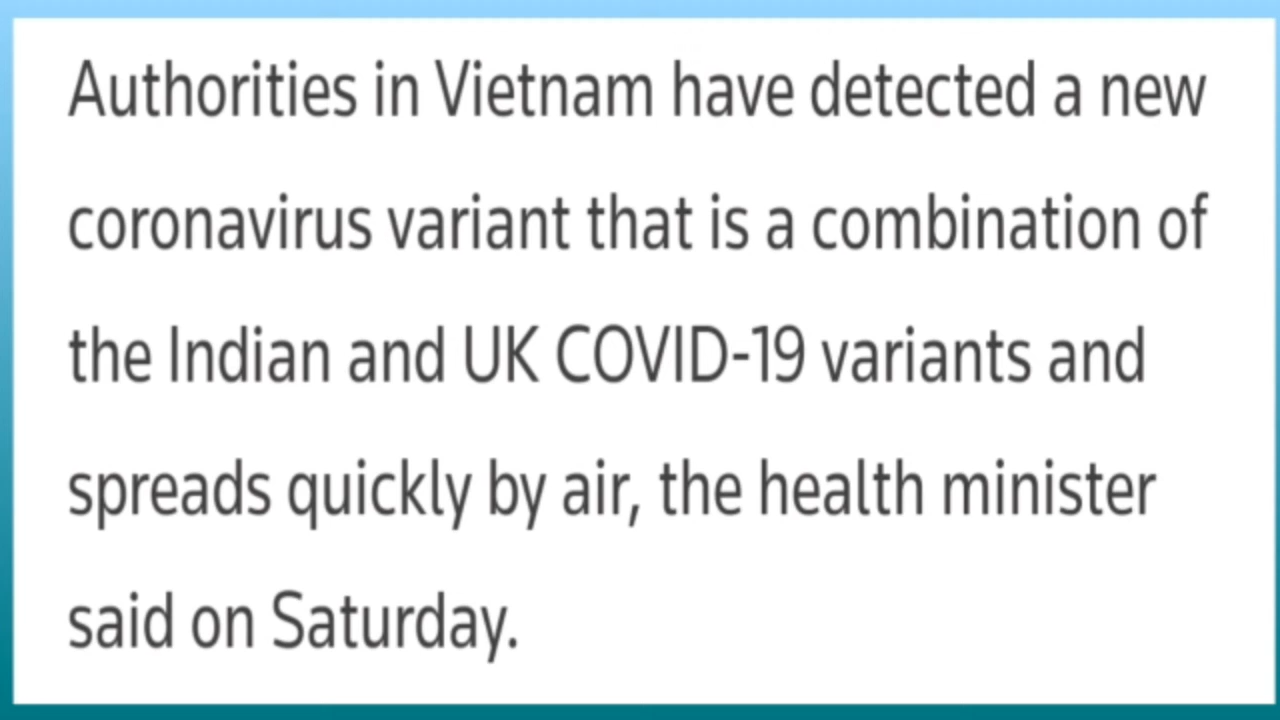 Authorities in Vietnam have detected a new
coronavirus variant that is a combination of
the Indian and UK COVID-19 variants and
spreads quickly by air, the health minister
said on Saturday.